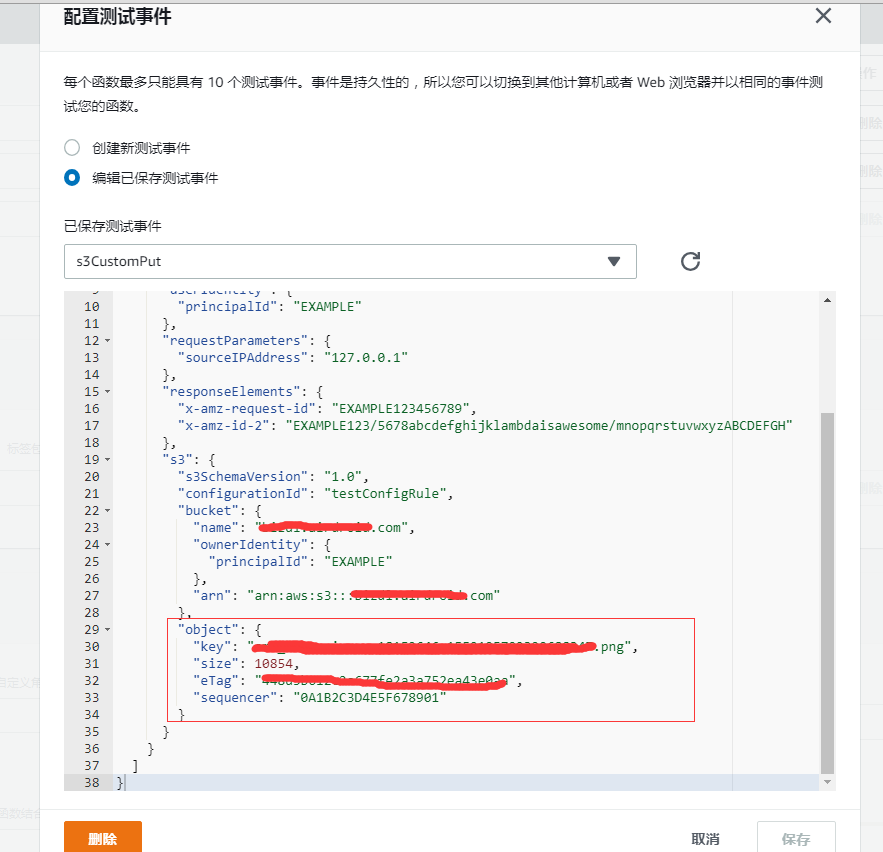 配置测试事件
每个函数最多只能具有 10 个测试事件。事件是持久性的，所以您可以切换到其他计算机或者 Web 浏览器并以相同的事件测
试您的函数。
创建新测试事件
编辑已保存测试事件
已保存测试事件
s3CustomPut
9 "userIdentity": {
10 "principalId": "EXAMPLE"
11 },
12 "requestParameters": {
13 "sourceIPAddress": "127.0.0.1"
14 },
15 "responseElements": {
16 "x-amz-request-id": "EXAMPLE123456789",
17 "x-amz-id-2": "EXAMPLE123/5678abcdefghijklambdaisawesome/mnopqrstuvwxyzABCDEFGH"
18 },
19 "s3": {
20 "s3SchemaVersion": "1.0",
21 "configurationId": "testConfigRule",
22 "bucket": {
23 "name": ".com",
24 "ownerIdentity": {
25 "principalId": "EXAMPLE"
26 },
27 "arn": "arn:aws:s3:::.com"
28 },
29 "object": {
30 "key": ".png",
31 "size": 10854,
32 "eTag": "",
33 "sequencer": "0A1B2C3D4E5F678901"
34 }
35 }
36 }
37 ]
38 }
删除
取消
保存